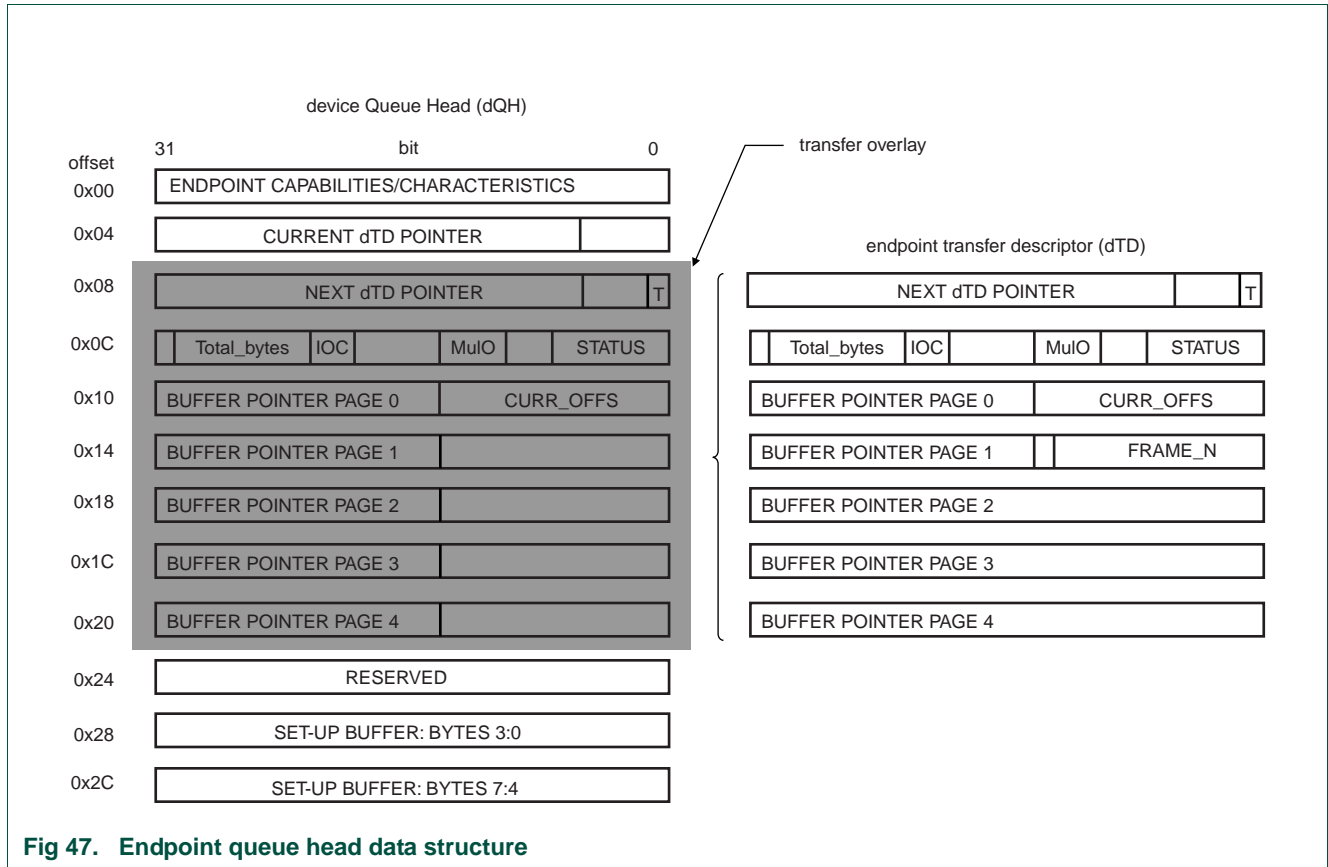 device Queue Head (dQH)
31 bit 0
transfer overlay
offset
0x00 ENDPOINT CAPABILITIES/CHARACTERISTICS
0x04 CURRENT dTD POINTER
endpoint transfer descriptor (dTD)
0x08 NEXT dTD POINTER T NEXT dTD POINTER T
0x0C Total_bytes IOC MulO STATUS Total_bytes IOC MulO STATUS
0x10 BUFFER POINTER PAGE 0 CURR_OFFS BUFFER POINTER PAGE 0 CURR_OFFS
0x14 BUFFER POINTER PAGE 1 BUFFER POINTER PAGE 1 FRAME_N
0x18 BUFFER POINTER PAGE 2 BUFFER POINTER PAGE 2
0x1C BUFFER POINTER PAGE 3 BUFFER POINTER PAGE 3
0x20 BUFFER POINTER PAGE 4 BUFFER POINTER PAGE 4
0x24 RESERVED
0x28 SET-UP BUFFER: BYTES 3:0
0x2C SET-UP BUFFER: BYTES 7:4
Fig 47. Endpoint queue head data structure